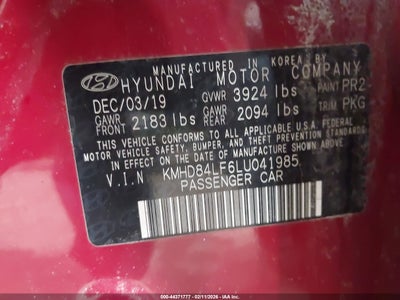 MANUFACTURED IN KOREA BY
HYUNDAI MOTOR COMPANY
DEC/03/19 GVWR 3924 lbs PAINT PR2
GAWR FRONT 2183 lbs GAWR REAR 2094 lbs TRIM PKG
THIS VEHICLE CONFORMS TO ALL APPLICABLE FEDERAL
MOTOR VEHICLE SAFETY, BUMPER, AND THEFT PREVENTION
STANDARDS IN EFFECT ON THE DATE OF MANUFACTURE
SHOWN ABOVE.
V.I.N KMHD84LF6LU041985
PASSENGER CAR
© Stock #: 44371777 — 02/11/2026 — IAA Inc.